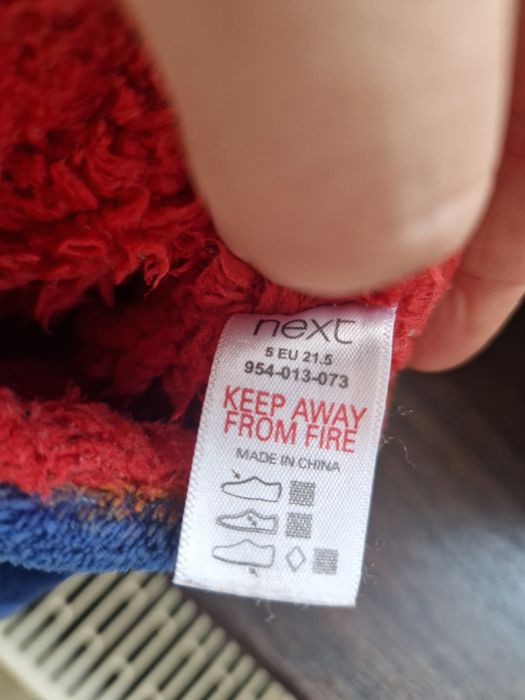 next
5 EU 21.5
954-013-073
KEEP AWAY
FROM FIRE
MADE IN CHINA